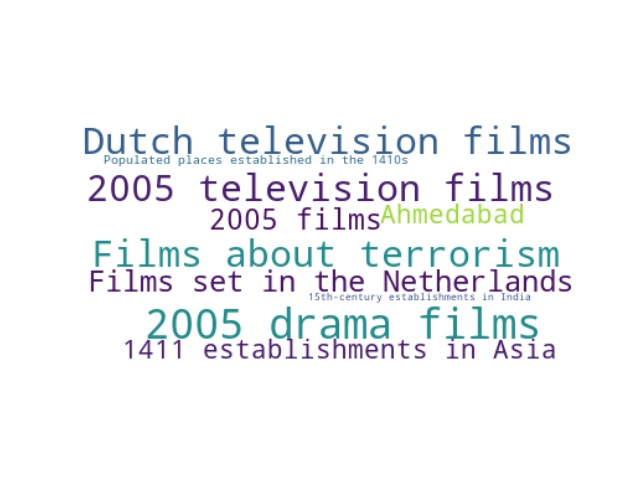 Dutch television films
Populated places established in the 1410s
2005 television films
2005 films
Ahmedabad
Films about terrorism
Films set in the Netherlands
15th-century establishments in India
2005 drama films
1411 establishments in Asia